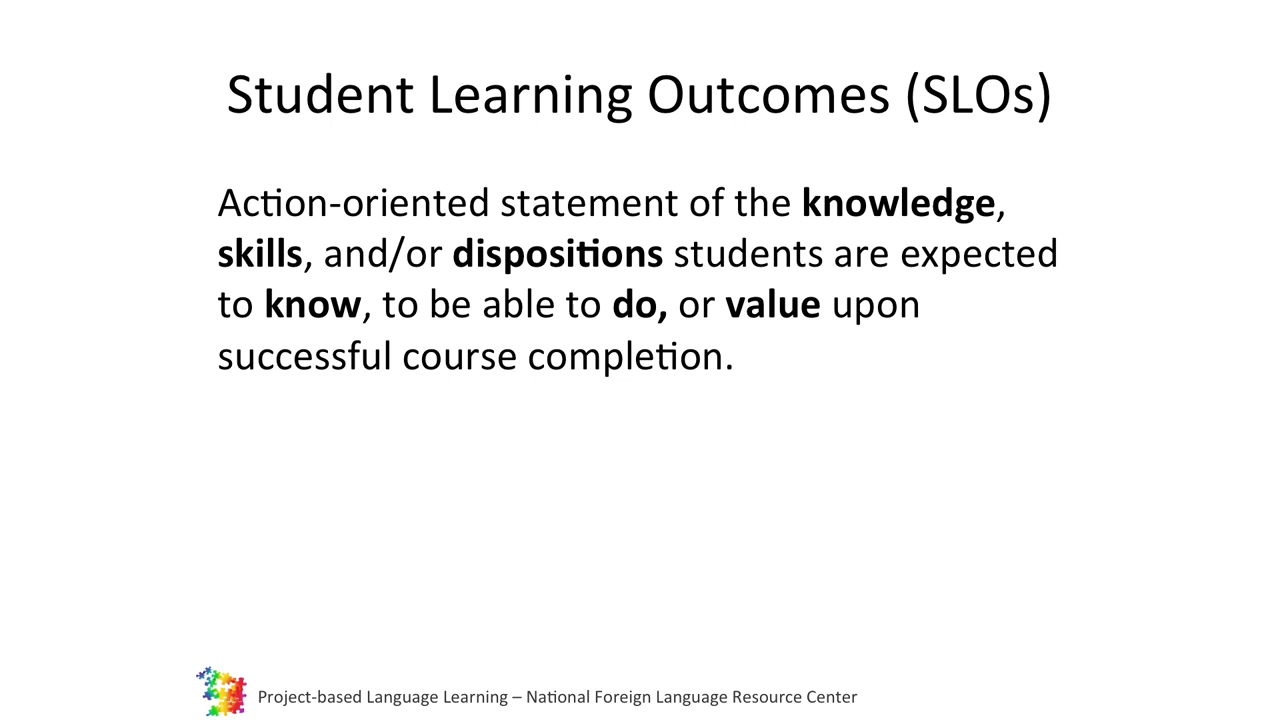 Student Learning Outcomes (SLOs)
Action-oriented statement of the knowledge,
skills, and/or dispositions students are expected
to know, to be able to do, or value upon
successful course completion.
Project-based Language Learning – National Foreign Language Resource Center